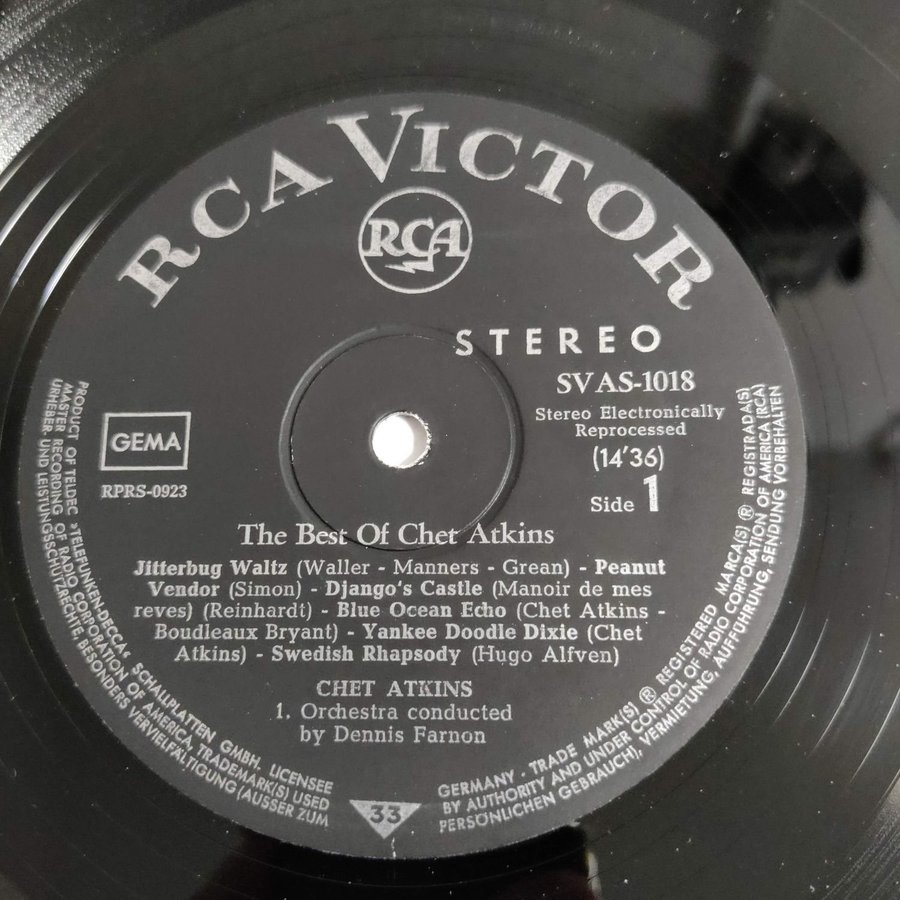 RCA VICTOR
RCA
STEREO
SVAS-1018
Stereo Electronically
Reprocessed
(14'36)
Side 1
GEMA
RPRS-0923
The Best Of Chet Atkins
Jitterbug Waltz (Waller - Manners - Grean) - Peanut
Vendor (Simon) - Django's Castle (Manoir de mes
reves) (Reinhardt) - Blue Ocean Echo (Chet Atkins -
Boudleaux Bryant) - Yankee Doodle Dixie (Chet
Atkins) - Swedish Rhapsody (Hugo Alfven)
CHET ATKINS
1. Orchestra conducted
by Dennis Farnon
PRODUCT OF TELDEC »TELEFUNKEN-DECCA« SCHALLPLATTEN GMBH. LICENSEE
MASTER RECORDING OF RADIO CORPORATION OF AMERICA, TRADEMARK(S) USED
URHEBER UND LEISTUNGSSCHUTZRECHTE, BESONDERS VERVIELFÄLTIGUNG (AUSSER ZUM
33
GERMANY · TRADE MARK(S) ® REGISTERED MARCA(S) ® REGISTRADA(S)
BY AUTHORITY AND UNDER CONTROL OF RADIO CORPORATION OF AMERICA (RCA)
PERSÖNLICHEN GEBRAUCH), VERMIETUNG, AUFFÜHRUNG, SENDUNG VORBEHALTEN